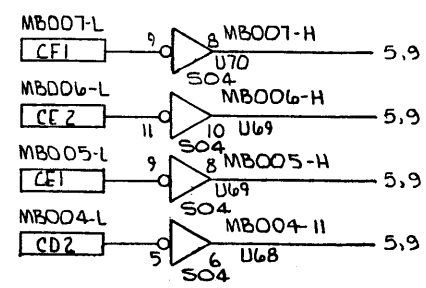 MB007-L
CF1 9 8 MB007-H 5,9
U70
S04
MB006-L
CE2 11 10 MB006-H 5,9
U69
S04
MB005-L
CE1 9 8 MB005-H 5,9
U69
S04
MB004-L
CD2 5 6 MB004-11 5,9
U68
S04